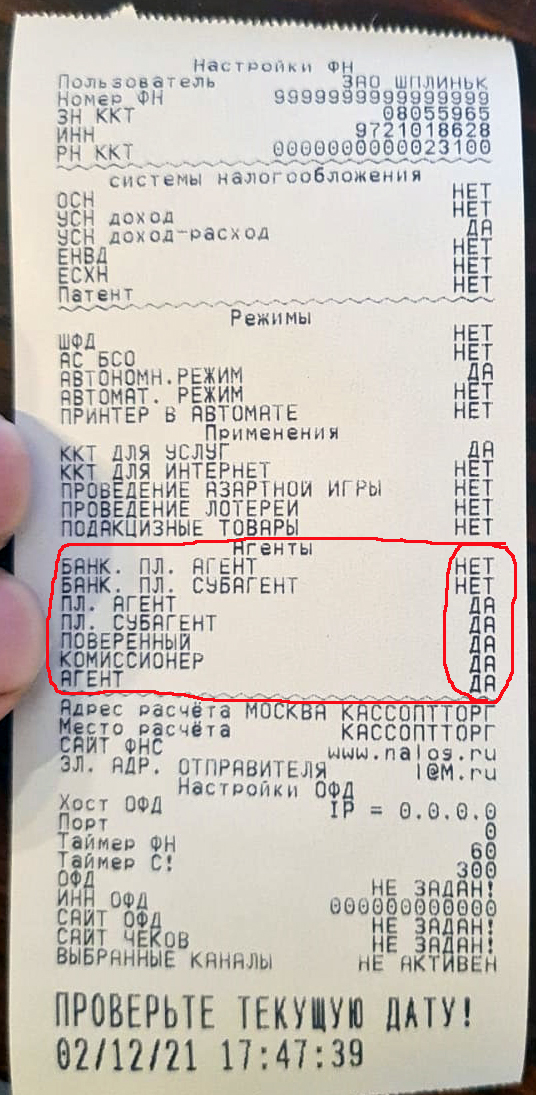 Настройки ФН
Пользователь ЗАО ШПЛИНЬК
Номер ФН 9999999999999999
ЗН ККТ 08055965
ИНН 9721018628
РН ККТ 0000000000023100
системы налогообложения
ОСН НЕТ
УСН доход НЕТ
УСН доход-расход ДА
ЕНВД НЕТ
ЕСХН НЕТ
Патент НЕТ
Режимы
ШФД НЕТ
АС БСО НЕТ
АВТОНОМН.РЕЖИМ ДА
АВТОМАТ. РЕЖИМ НЕТ
ПРИНТЕР В АВТОМАТЕ НЕТ
Применения
ККТ ДЛЯ УСЛУГ ДА
ККТ ДЛЯ ИНТЕРНЕТ НЕТ
ПРОВЕДЕНИЕ АЗАРТНОЙ ИГРЫ НЕТ
ПРОВЕДЕНИЕ ЛОТЕРЕИ НЕТ
ПОДАКЦИЗНЫЕ ТОВАРЫ НЕТ
Агенты
БАНК. ПЛ. АГЕНТ НЕТ
БАНК. ПЛ. СУБАГЕНТ НЕТ
ПЛ. АГЕНТ ДА
ПЛ. СУБАГЕНТ ДА
ПОВЕРЕННЫЙ ДА
КОМИССИОНЕР ДА
АГЕНТ ДА
Адрес расчёта МОСКВА КАССОПТТОРГ
Место расчёта КАССОПТТОРГ
САЙТ ФНС www.nalog.ru
ЭЛ. АДР. ОТПРАВИТЕЛЯ 1@M.ru
Настройки ОФД
Хост ОФД IP = 0.0.0.0
Порт 0
Таймер ФН 60
Таймер С! 300
ОФД НЕ ЗАДАН!
ИНН ОФД 000000000000
САЙТ ОФД НЕ ЗАДАН!
САЙТ ЧЕКОВ НЕ ЗАДАН!
ВЫБРАННЫЕ КАНАЛЫ НЕ АКТИВЕН
ПРОВЕРЬТЕ ТЕКУЩУЮ ДАТУ!
02/12/21 17:47:39